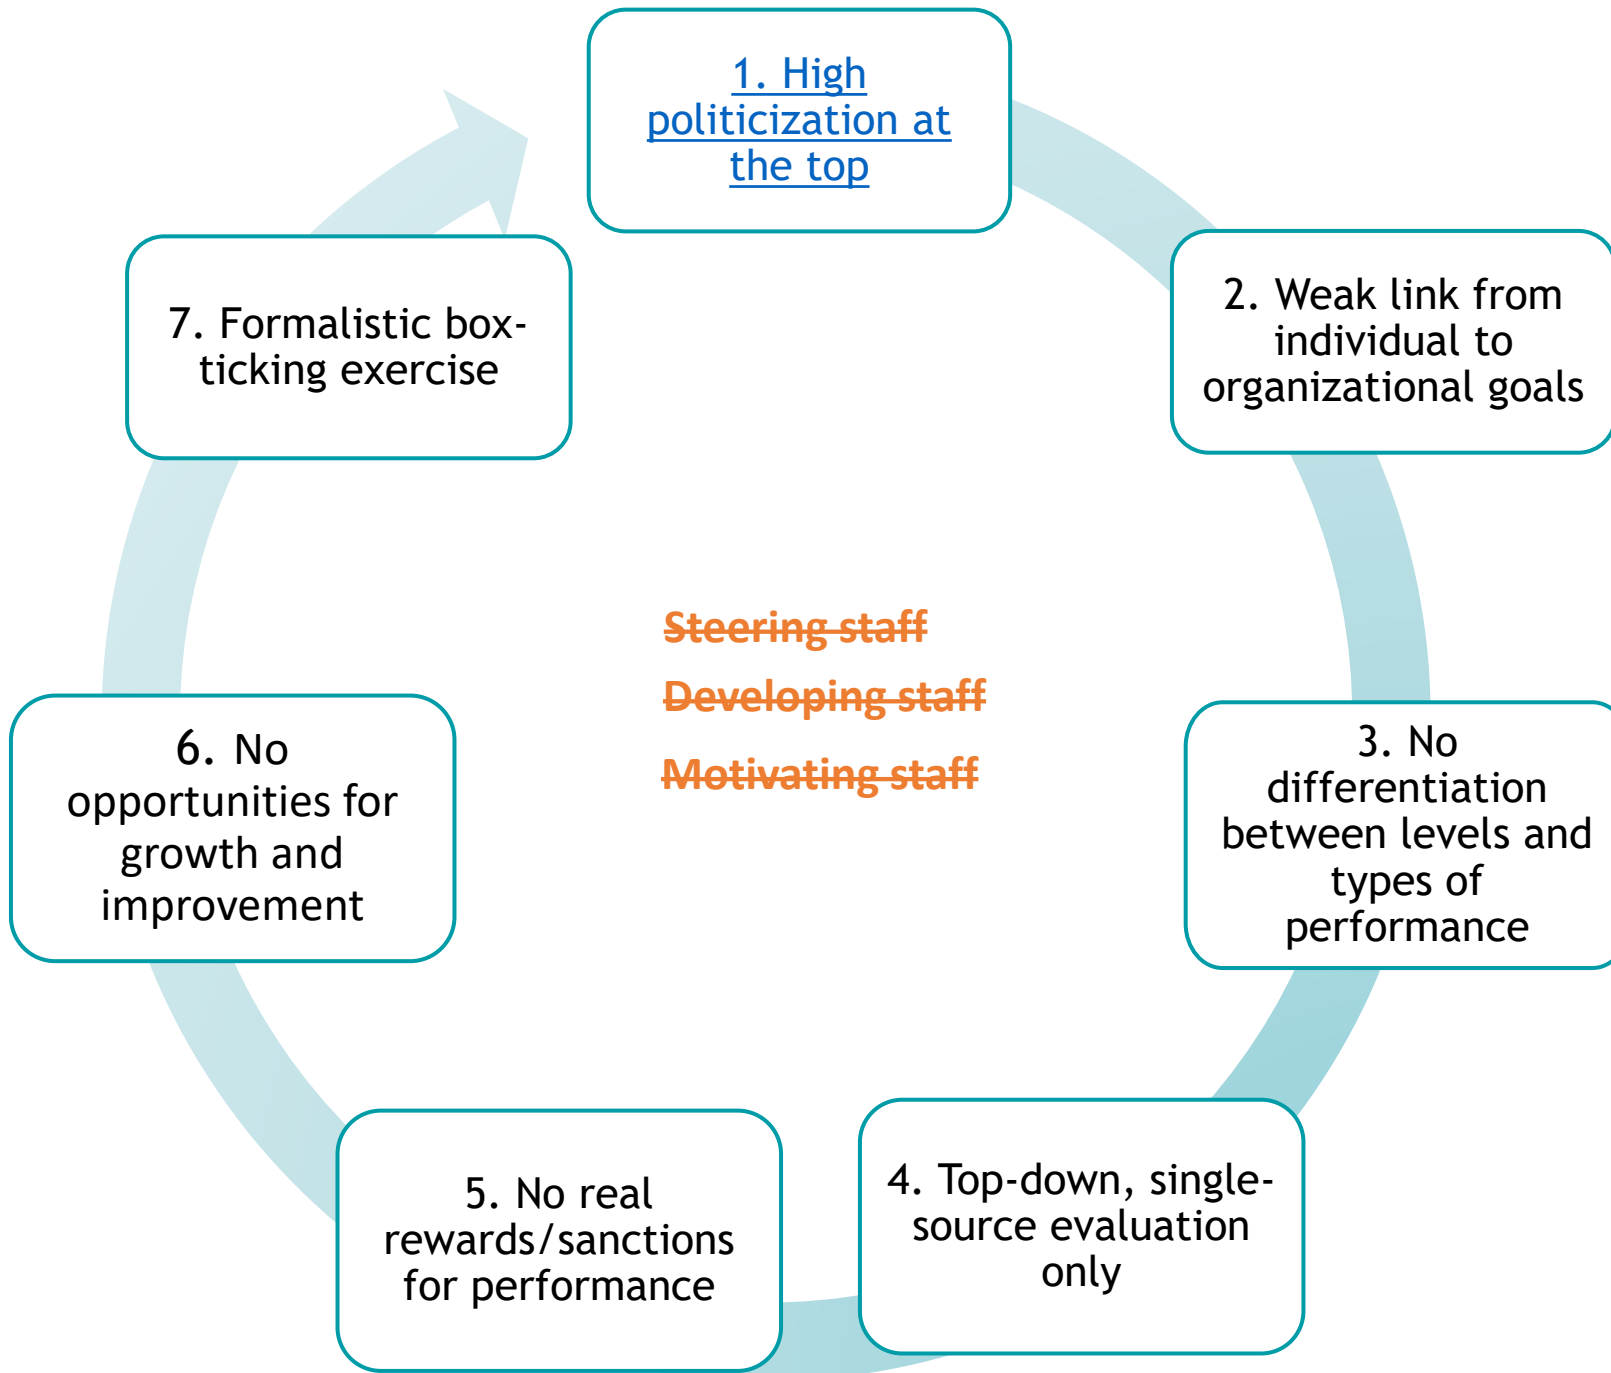 1. High
politicization at
the top
2. Weak link from
individual to
organizational goals
3. No
differentiation
between levels and
types of
performance
4. Top-down, single-
source evaluation
only
5. No real
rewards/sanctions
for performance
6. No
opportunities for
growth and
improvement
7. Formalistic box-
ticking exercise
Steering staff
Developing staff
Motivating staff